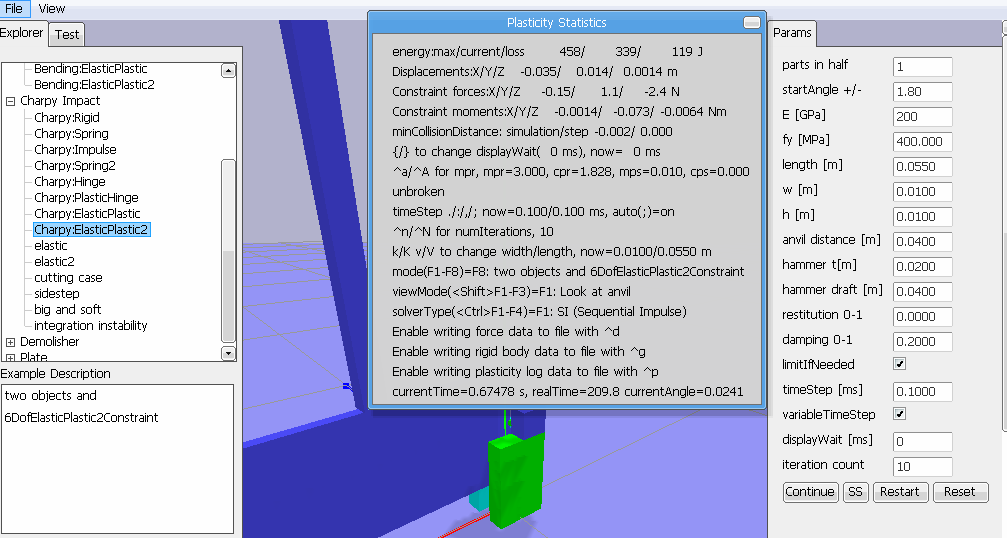 File View
Explorer Test
Bending:ElasticPlastic
Bending:ElasticPlastic2
Charpy Impact
Charpy:Rigid
Charpy:Spring
Charpy:Impulse
Charpy:Spring2
Charpy:Hinge
Charpy:PlasticHinge
Charpy:ElasticPlastic
Charpy:ElasticPlastic2
elastic
elastic2
cutting case
sidestep
big and soft
integration instability
Demolisher
Plate
Example Description
two objects and
6DofElasticPlastic2Constraint
Plasticity Statistics
energy:max/current/loss 458/ 339/ 119 J
Displacements:X/Y/Z -0.035/ 0.014/ 0.0014 m
Constraint forces:X/Y/Z -0.15/ 1.1/ -2.4 N
Constraint moments:X/Y/Z -0.0014/ -0.073/ -0.0064 Nm
minCollisionDistance: simulation/step -0.002/ 0.000
{/} to change displayWait( 0 ms), now= 0 ms
^a/^A for mpr, mpr=3.000, cpr=1.828, mps=0.010, cps=0.000
unbroken
timeStep ./:/,/; now=0.100/0.100 ms, auto(;)=on
^n/^N for numIterations, 10
k/K v/V to change width/length, now=0.0100/0.0550 m
mode(F1-F8)=F8: two objects and 6DofElasticPlastic2Constraint
viewMode(<Shift>F1-F3)=F1: Look at anvil
solverType(<Ctrl>F1-F4)=F1: SI (Sequential Impulse)
Enable writing force data to file with ^d
Enable writing rigid body data to file with ^g
Enable writing plasticity log data to file with ^p
currentTime=0.67478 s, realTime=209.8 currentAngle=0.0241
Params
parts in half 1
startAngle +/- 1.80
E [GPa] 200
fy [MPa] 400.000
length [m] 0.0550
w [m] 0.0100
h [m] 0.0100
anvil distance [m] 0.0400
hammer t[m] 0.0200
hammer draft [m] 0.0400
restitution 0-1 0.0000
damping 0-1 0.2000
limitIfNeeded
timeStep [ms] 0.1000
variableTimeStep
displayWait [ms] 0
iteration count 10
Continue SS Restart Reset